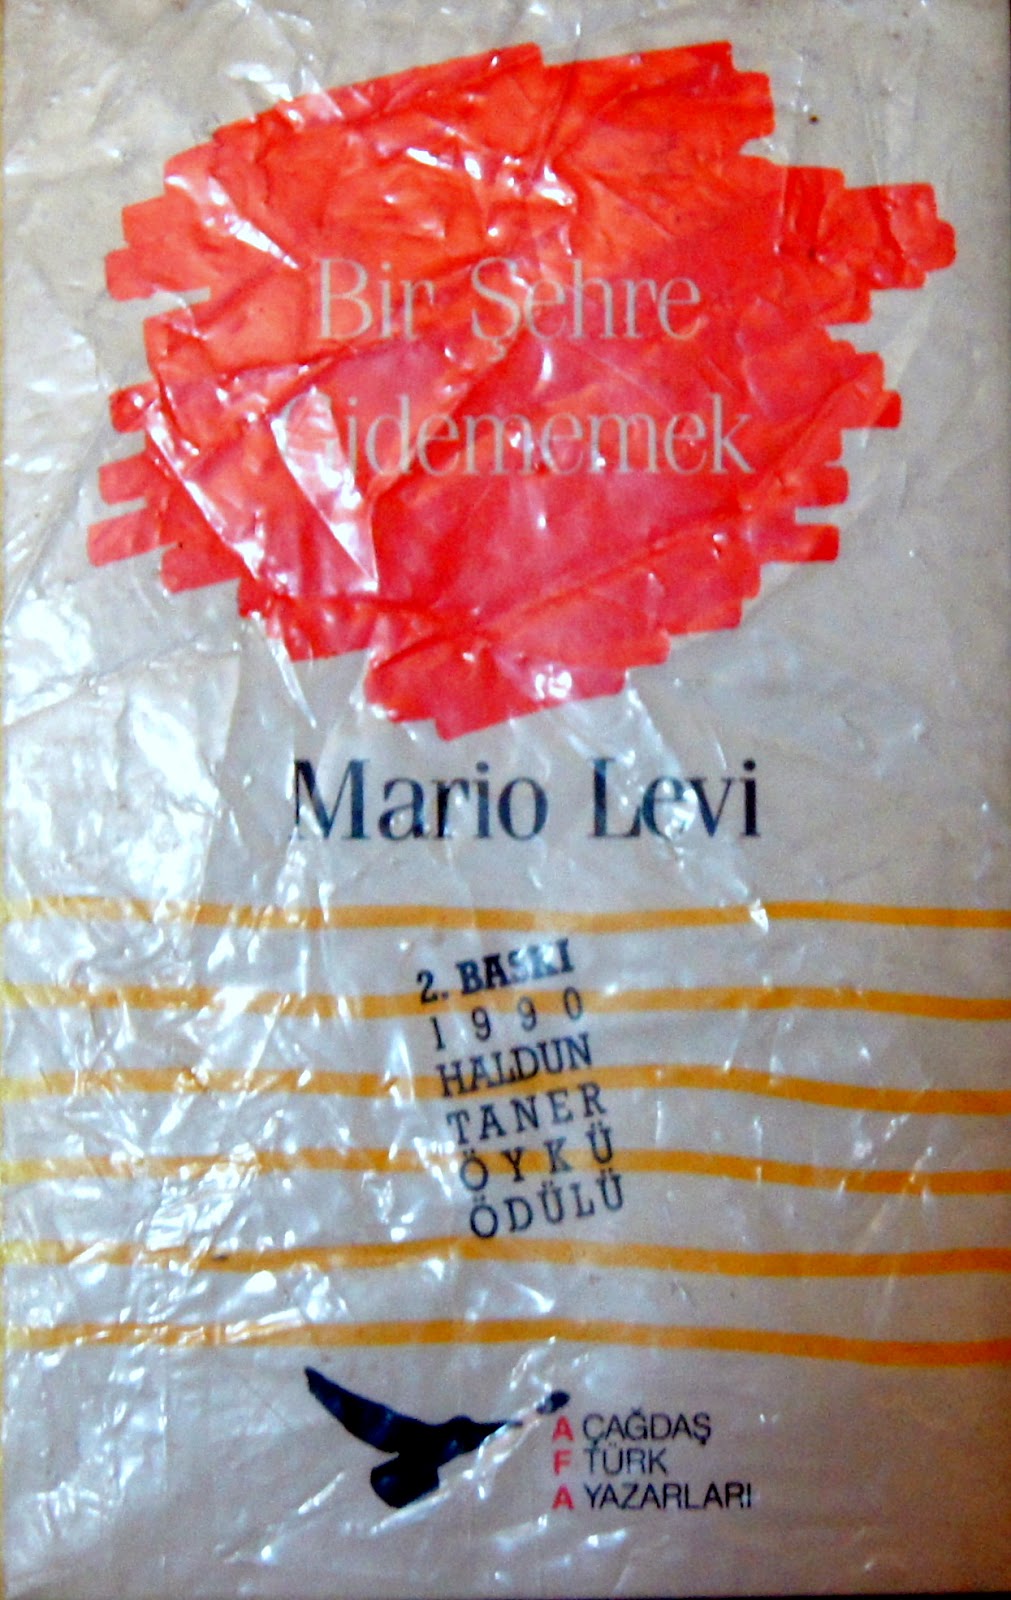 Bir Şehre
Gidememek
Mario Levi
2. BASKI
1990
HALDUN
TANER
ÖYKÜ
ÖDÜLÜ
A ÇAĞDAŞ
F TÜRK
A YAZARLARI